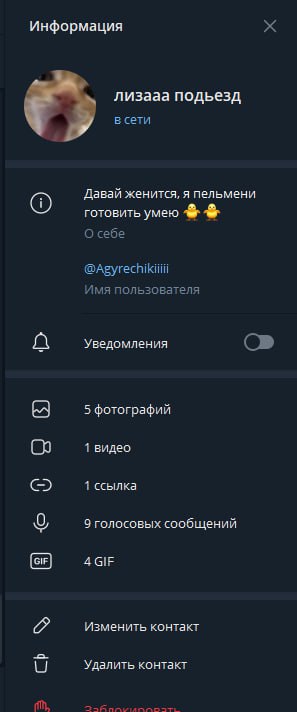 Информация
лизааа подьезд
в сети
Давай женится, я пельмени
готовить умею 🐥🐥
О себе
@Agyrechikiiiii
Имя пользователя
Уведомления
5 фотографий
1 видео
1 ссылка
9 голосовых сообщений
GIF 4 GIF
Изменить контакт
Удалить контакт
Заблокировать